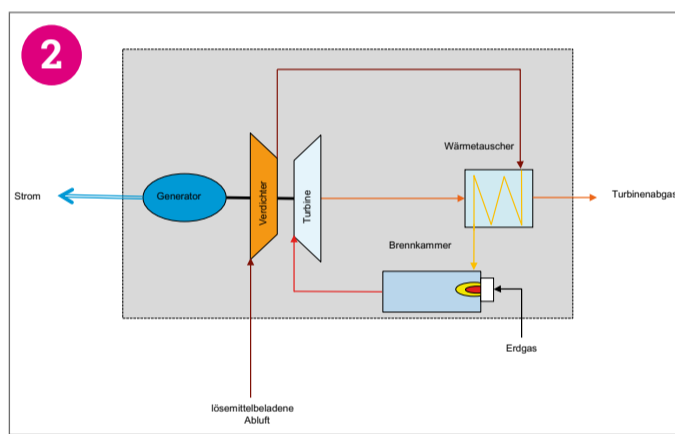 2
Wärmetauscher
Strom
Generator
Verdichter
Turbine
Turbinenabgas
Brennkammer
Erdgas
lösemittelbeladene
Abluft